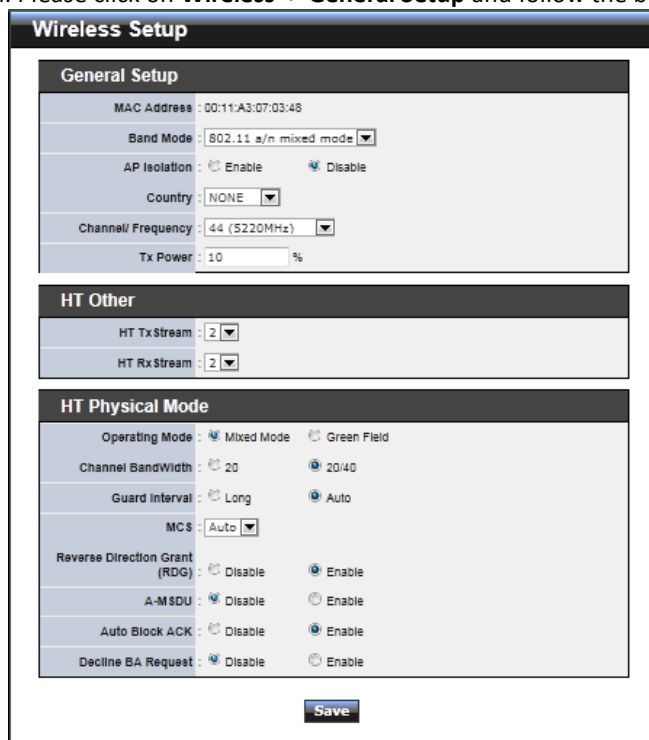 Please click on Wireless General Setup and follow the b
Wireless Setup
General Setup
MAC Address : 00:11:A3:07:03:48
Band Mode : 802.11 a/n mixed mode
AP Isolation : Enable Disable
Country : NONE
Channel/ Frequency : 44 (5220MHz)
Tx Power : 10 %
HT Other
HT TxStream : 2
HT RxStream : 2
HT Physical Mode
Operating Mode : Mixed Mode Green Field
Channel BandWidth : 20 20/40
Guard Interval : Long Auto
MCS : Auto
Reverse Direction Grant
(RDG) : Disable Enable
A-MSDU : Disable Enable
Auto Block ACK : Disable Enable
Decline BA Request : Disable Enable
Save